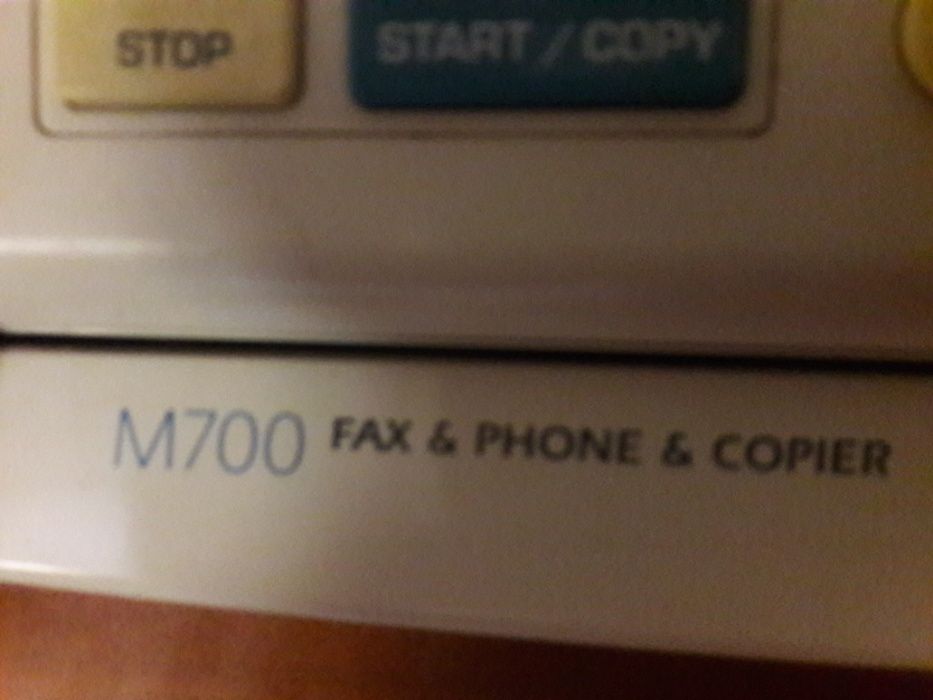 STOP
START / COPY
M700 FAX & PHONE & COPIER